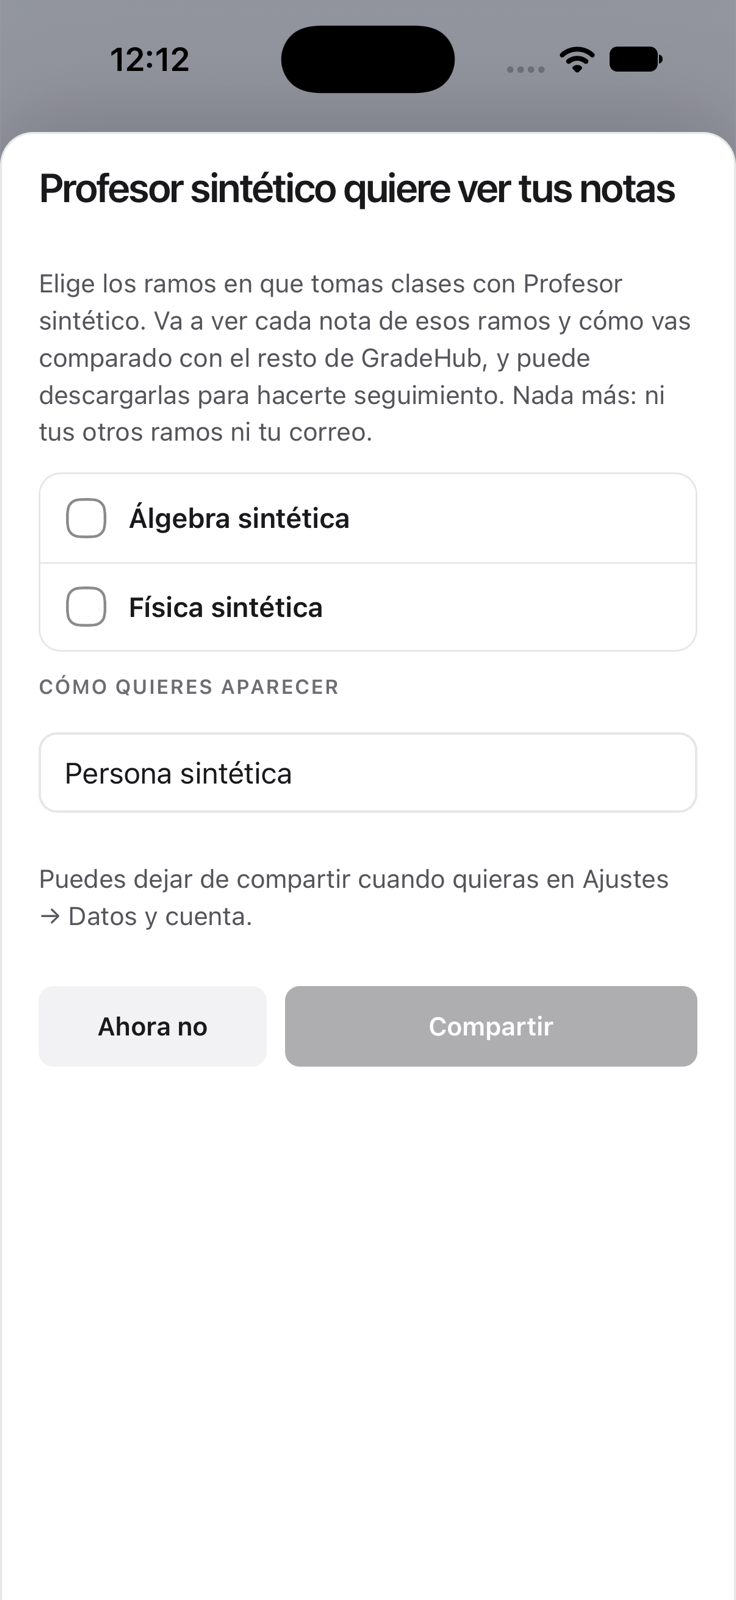 12:12
Profesor sintético quiere ver tus notas
Elige los ramos en que tomas clases con Profesor
sintético. Va a ver cada nota de esos ramos y cómo vas
comparado con el resto de GradeHub, y puede
descargarlas para hacerte seguimiento. Nada más: ni
tus otros ramos ni tu correo.
Álgebra sintética
Física sintética
CÓMO QUIERES APARECER
Persona sintética
Puedes dejar de compartir cuando quieras en Ajustes
→ Datos y cuenta.
Ahora no
Compartir